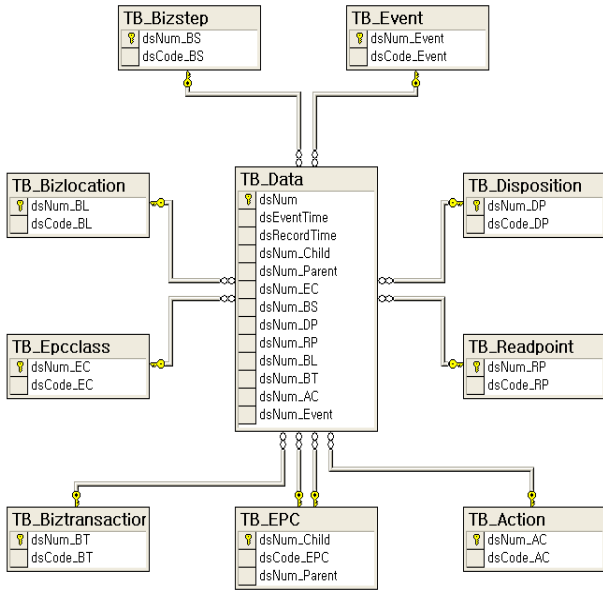 TB_Bizstep
dsNum_BS
dsCode_BS
TB_Event
dsNum_Event
dsCode_Event
TB_Bizlocation
dsNum_BL
dsCode_BL
TB_Data
dsNum
dsEventTime
dsRecordTime
dsNum_Child
dsNum_Parent
dsNum_EC
dsNum_BS
dsNum_DP
dsNum_RP
dsNum_BL
dsNum_BT
dsNum_AC
dsNum_Event
TB_Disposition
dsNum_DP
dsCode_DP
TB_Epcclass
dsNum_EC
dsCode_EC
TB_Readpoint
dsNum_RP
dsCode_RP
TB_Biztransaction
dsNum_BT
dsCode_BT
TB_EPC
dsNum_Child
dsCode_EPC
dsNum_Parent
TB_Action
dsNum_AC
dsCode_AC